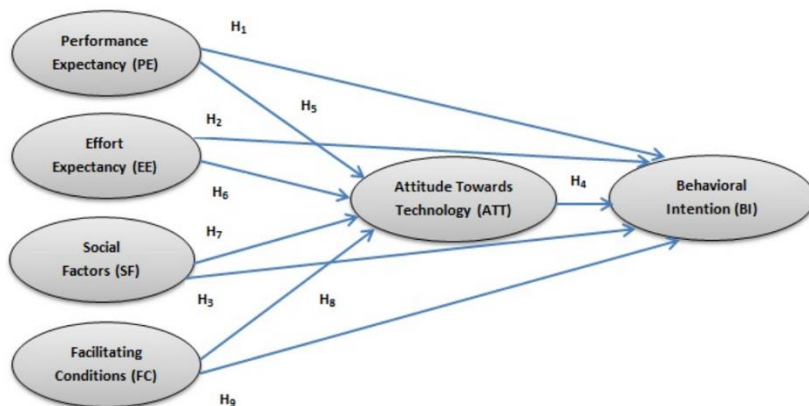 Performance
Expectancy (PE)
H1
H5
Effort
Expectancy (EE)
H2
H6
Attitude Towards
Technology (ATT)
H4
Behavioral
Intention (BI)
Social
Factors (SF)
H7
H3
H8
Facilitating
Conditions (FC)
H9